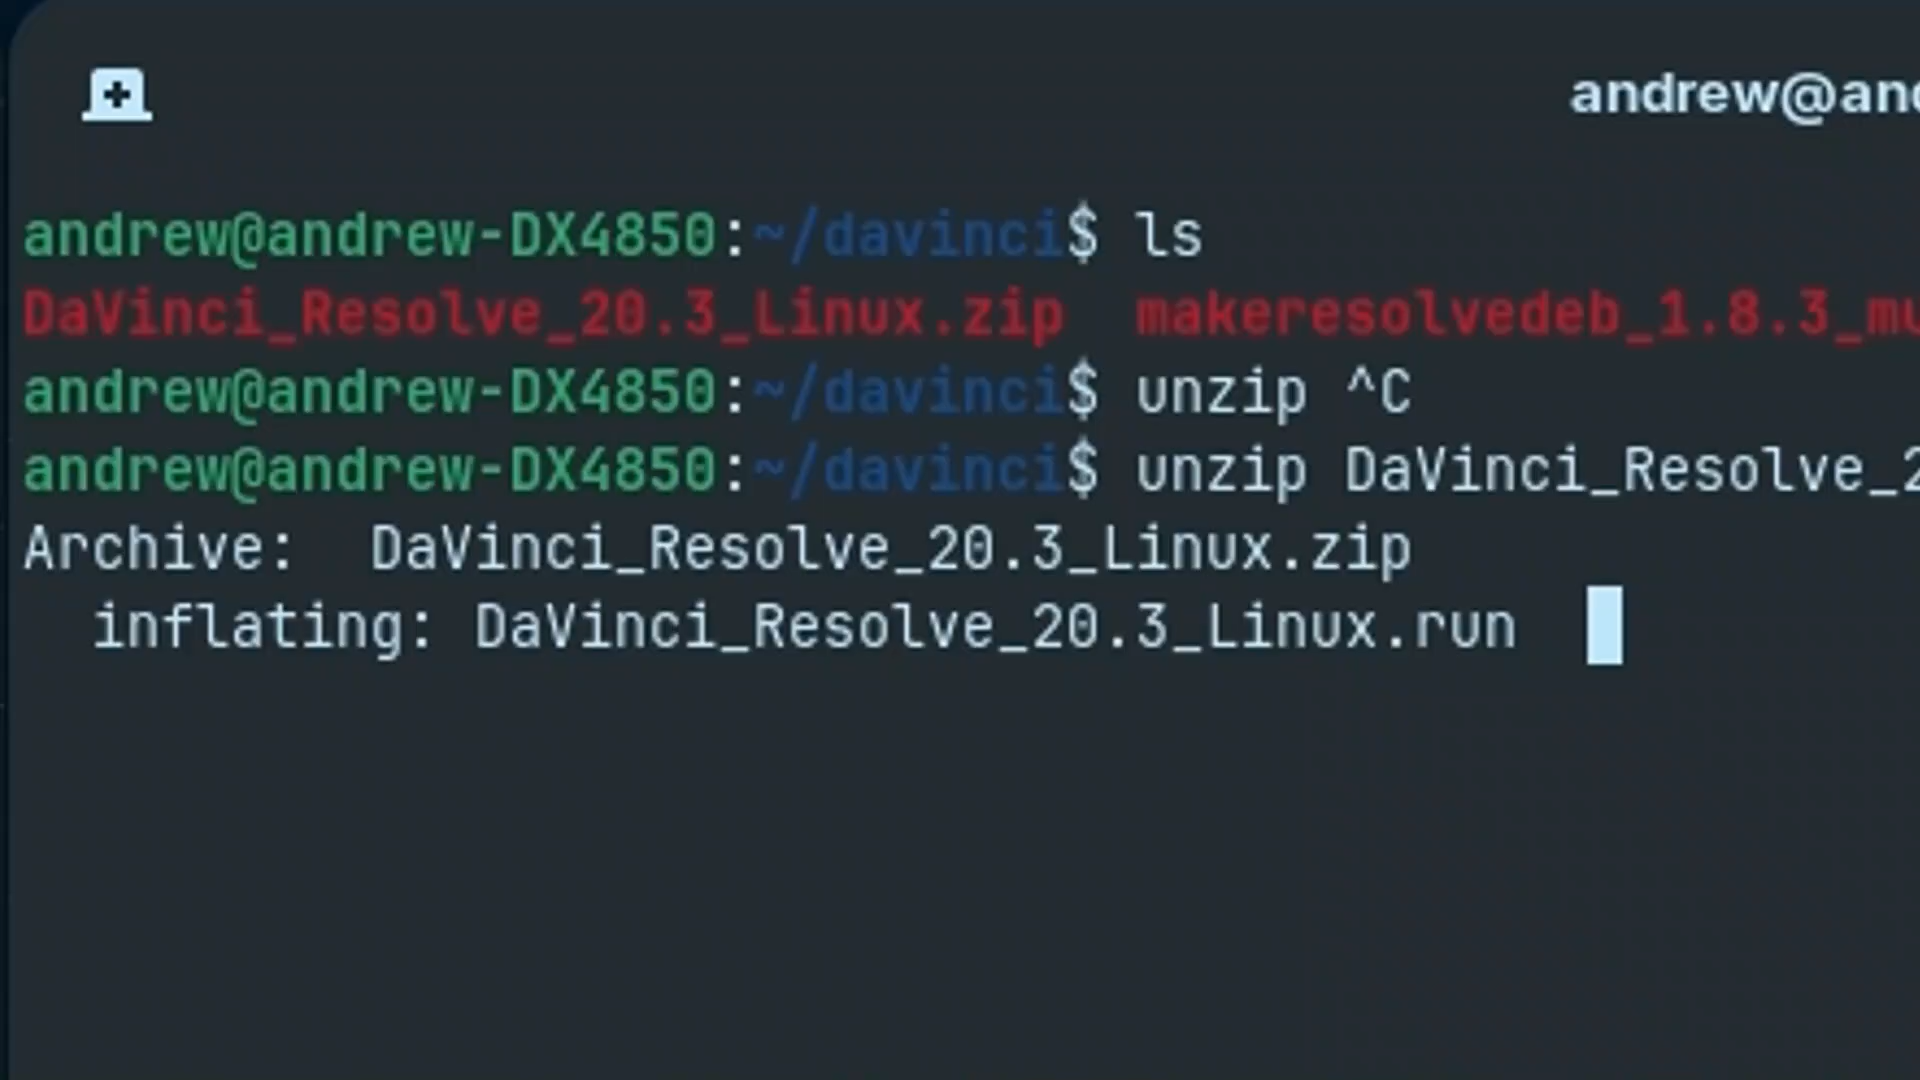 andrew@an
andrew@andrew-DX4850:~/davinci$ ls
DaVinci_Resolve_20.3_Linux.zip makeresolvedeb_1.8.3_mu
andrew@andrew-DX4850:~/davinci$ unzip ^C
andrew@andrew-DX4850:~/davinci$ unzip DaVinci_Resolve_2
Archive: DaVinci_Resolve_20.3_Linux.zip
inflating: DaVinci_Resolve_20.3_Linux.run